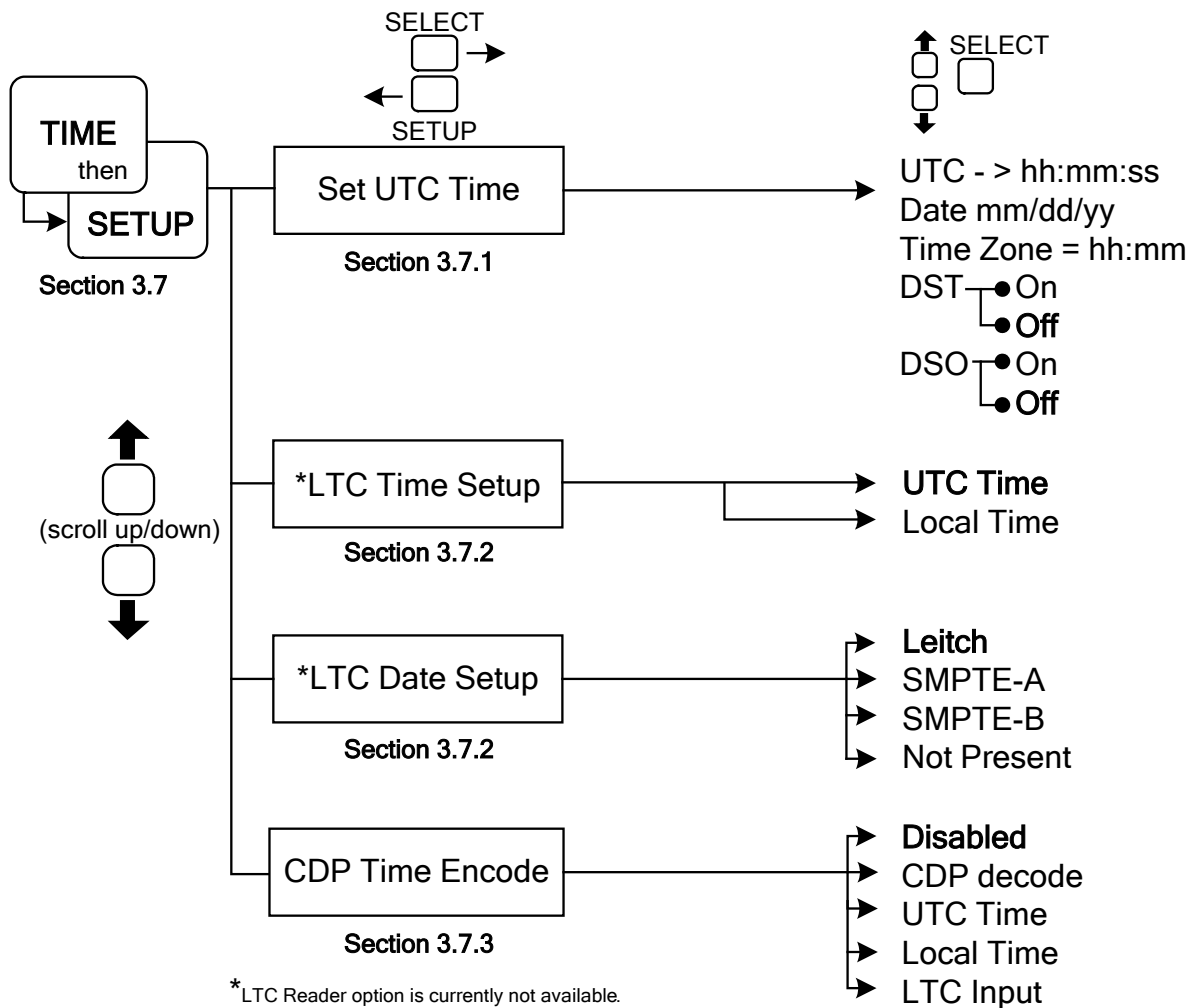 SELECT
SETUP
SELECT
TIME
then
SETUP
Section 3.7
(scroll up/down)
Set UTC Time
Section 3.7.1
UTC - > hh:mm:ss
Date mm/dd/yy
Time Zone = hh:mm
DST On
Off
DSO On
Off
*LTC Time Setup
Section 3.7.2
UTC Time
Local Time
*LTC Date Setup
Section 3.7.2
Leitch
SMPTE-A
SMPTE-B
Not Present
CDP Time Encode
Section 3.7.3
Disabled
CDP decode
UTC Time
Local Time
LTC Input
*LTC Reader option is currently not available.